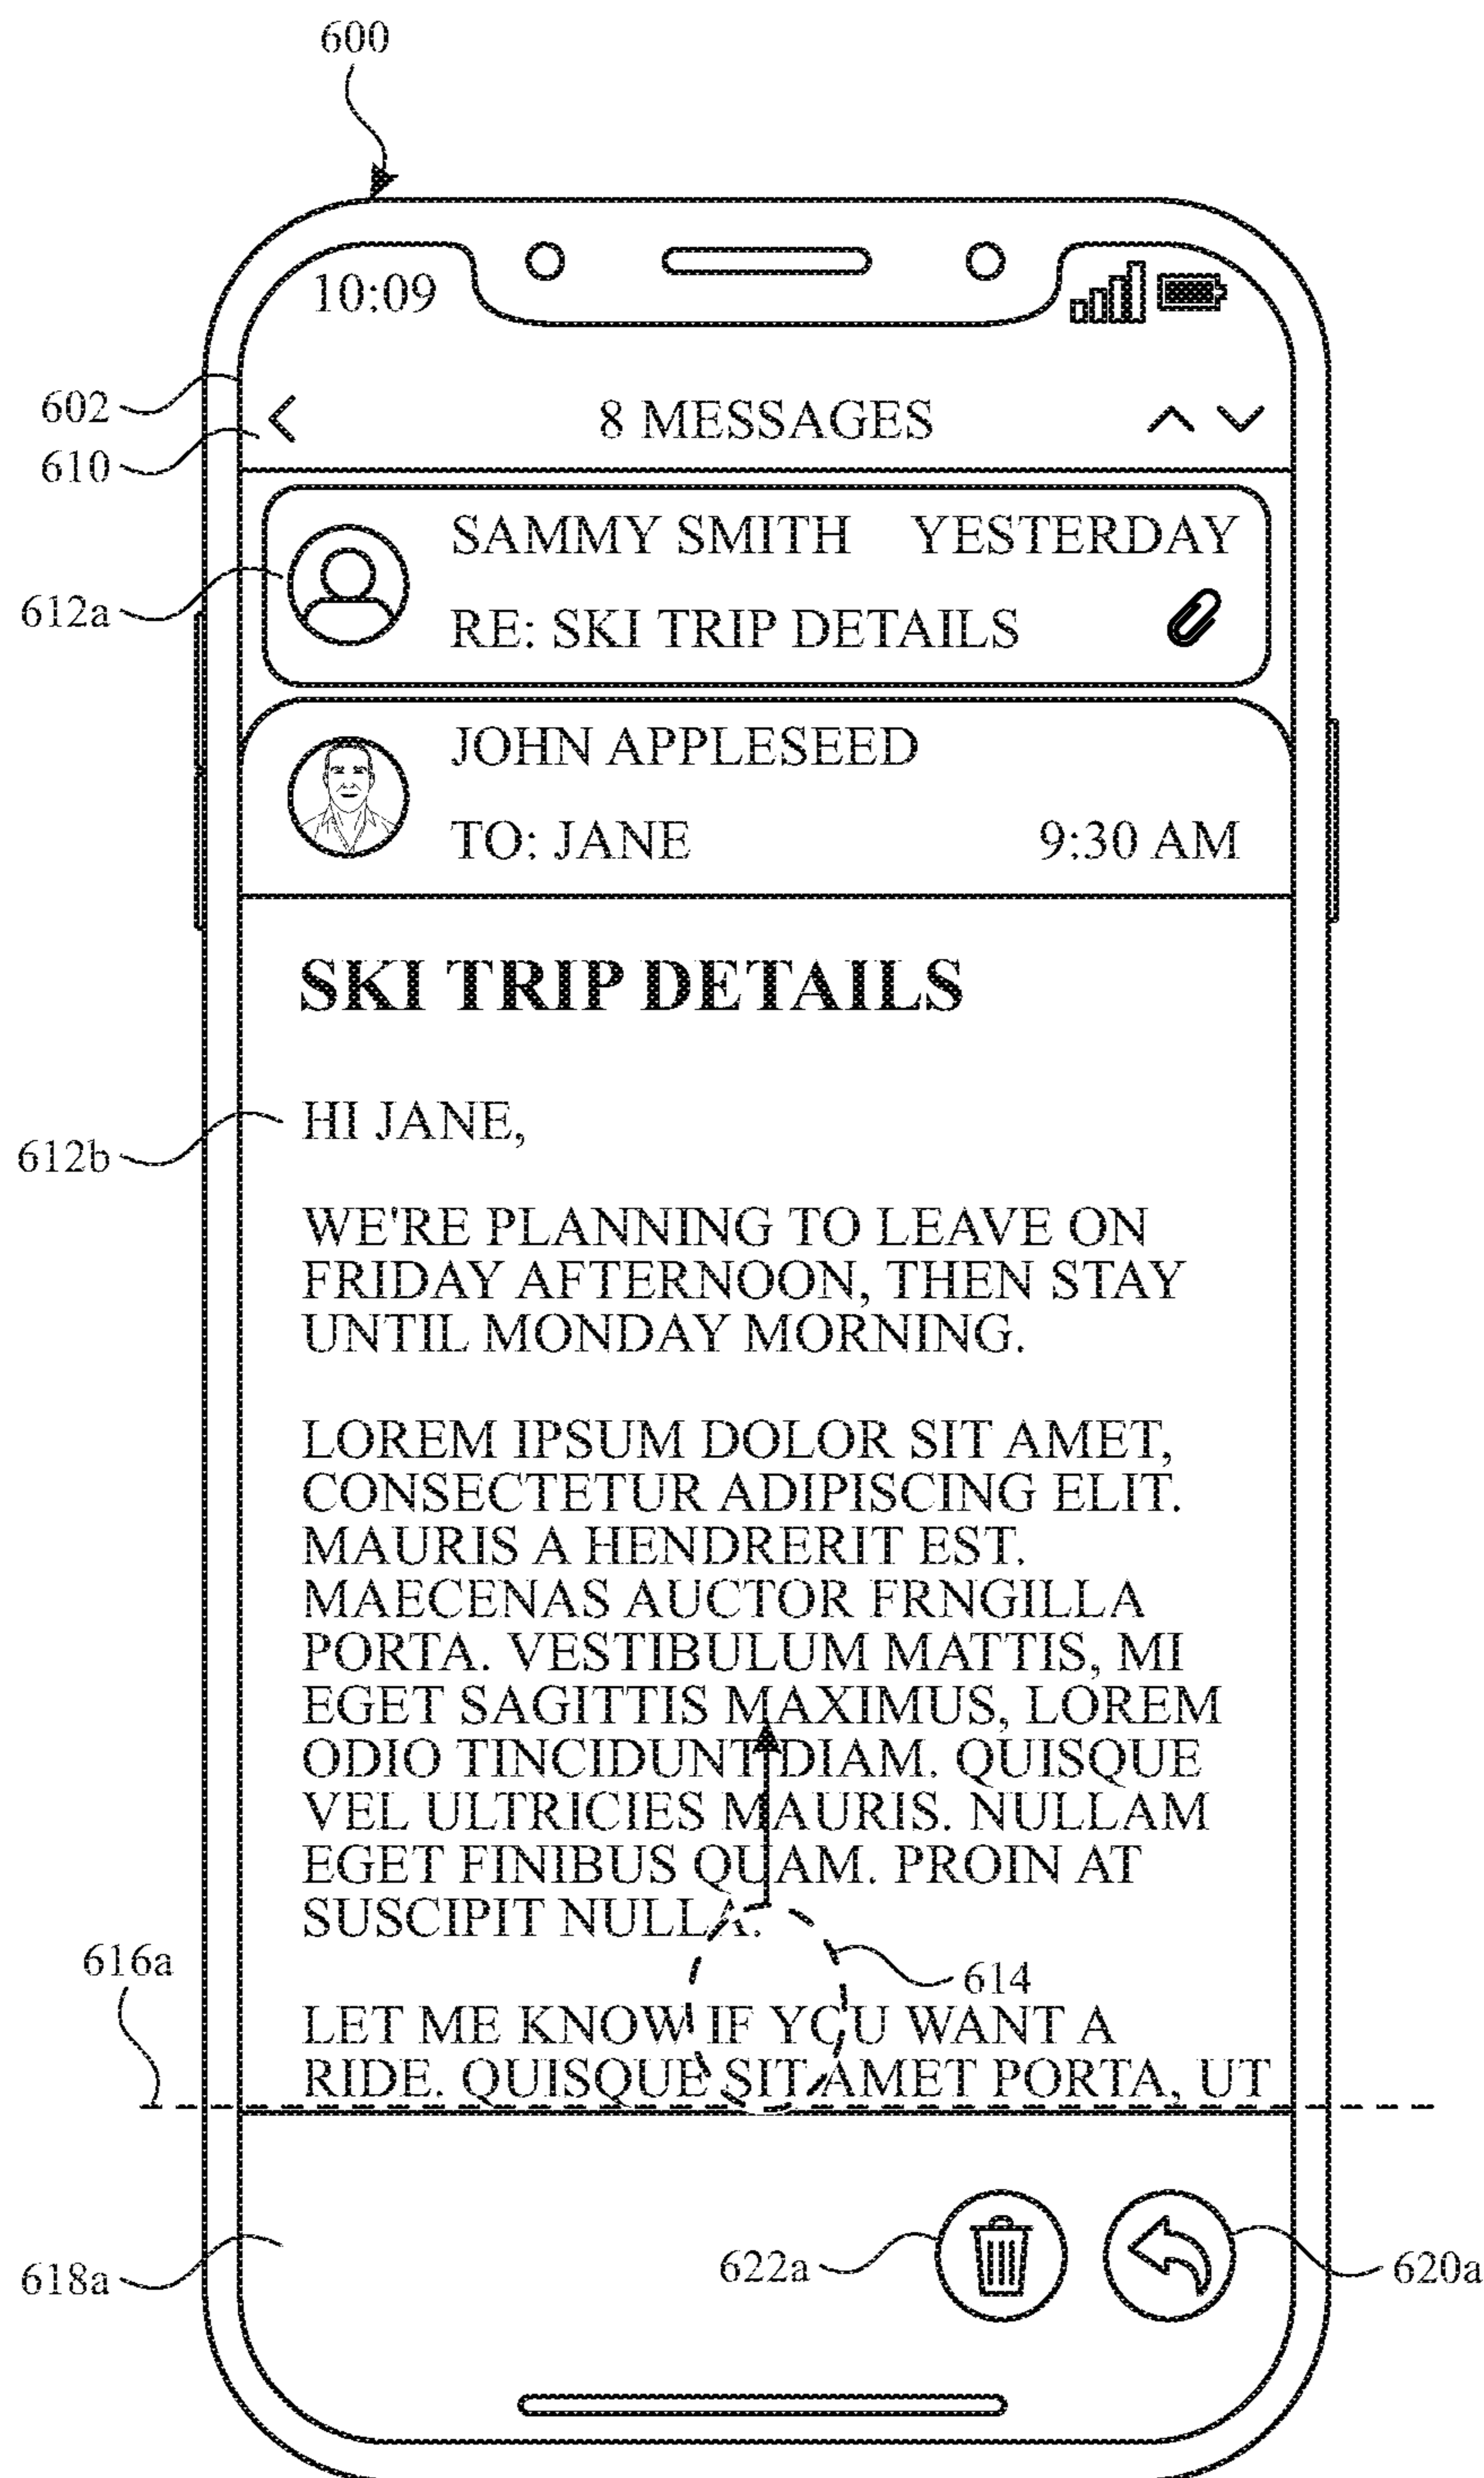 600
10:09
602
8 MESSAGES
610
SAMMY SMITH YESTERDAY
612a
RE: SKI TRIP DETAILS
JOHN APPLESEED
TO: JANE 9:30 AM
SKI TRIP DETAILS
HI JANE,
612b
WE'RE PLANNING TO LEAVE ON
FRIDAY AFTERNOON, THEN STAY
UNTIL MONDAY MORNING.
LOREM IPSUM DOLOR SIT AMET,
CONSECTETUR ADIPISCING ELIT.
MAURIS A HENDRERIT EST.
MAECENAS AUCTOR FRNGILLA
PORTA. VESTIBULUM MATTIS, MI
EGET SAGITTIS MAXIMUS, LOREM
ODIO TINCIDUNT DIAM. QUISQUE
VEL ULTRICIES MAURIS. NULLAM
EGET FINIBUS QUAM. PROIN AT
SUSCIPIT NULLA.
616a
614
LET ME KNOW IF YOU WANT A
RIDE. QUISQUE SIT AMET PORTA, UT
618a
622a
620a